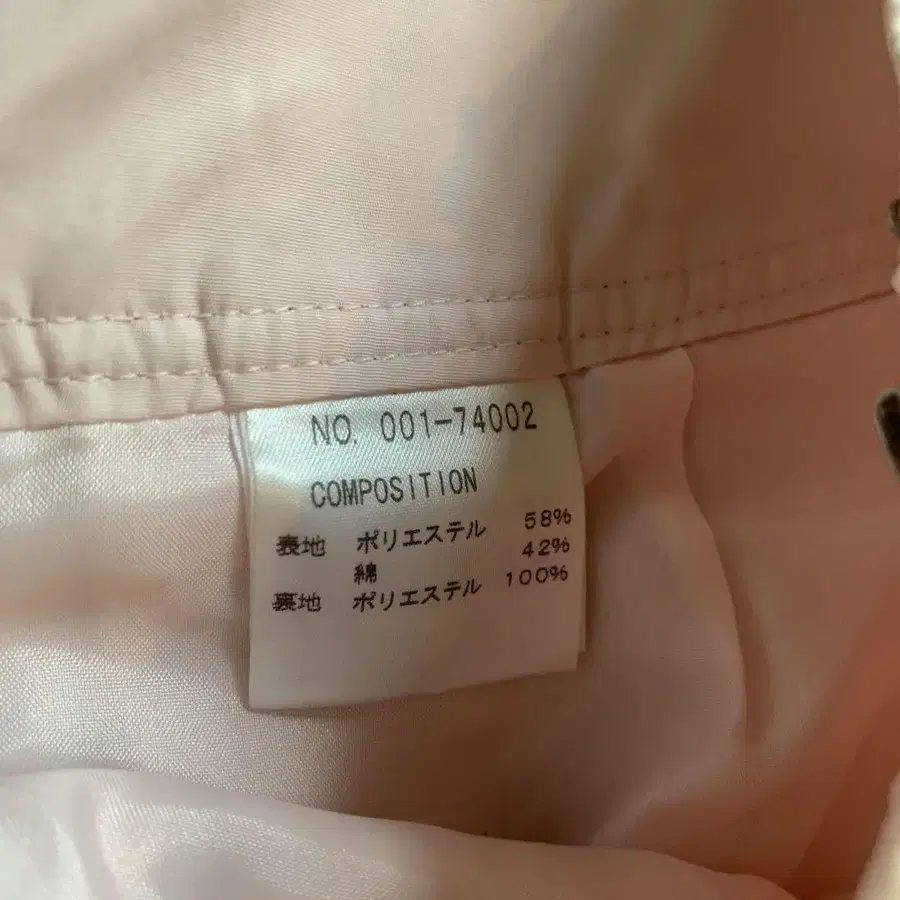 NO. 001-74002
COMPOSITION
表地 ポリエステル 58%
綿 42%
裏地 ポリエステル 100%